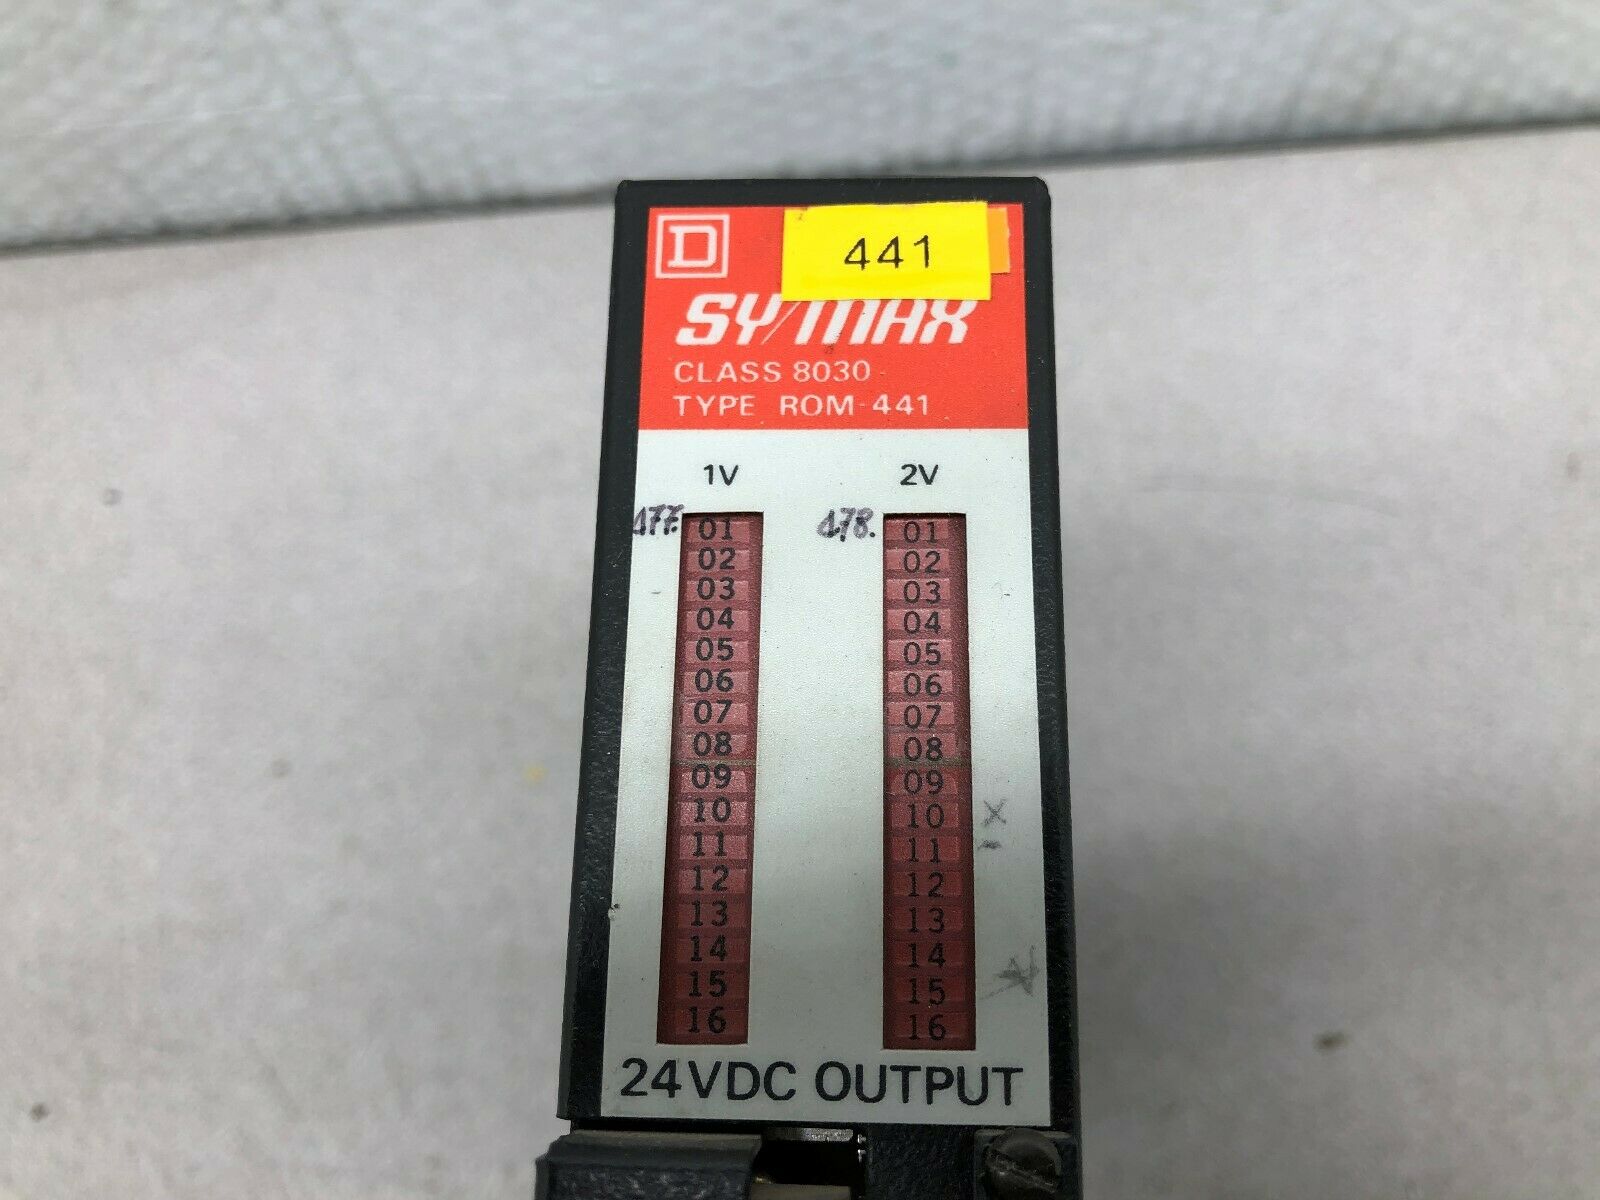 D
441
SY/MAX
CLASS 8030
TYPE ROM-441
1V 2V
477. 01 478. 01
02 02
03 03
04 04
05 05
06 06
07 07
08 08
09 09
10 10 X
11 11
12 12
13 13
14 14
15 15
16 16
24VDC OUTPUT